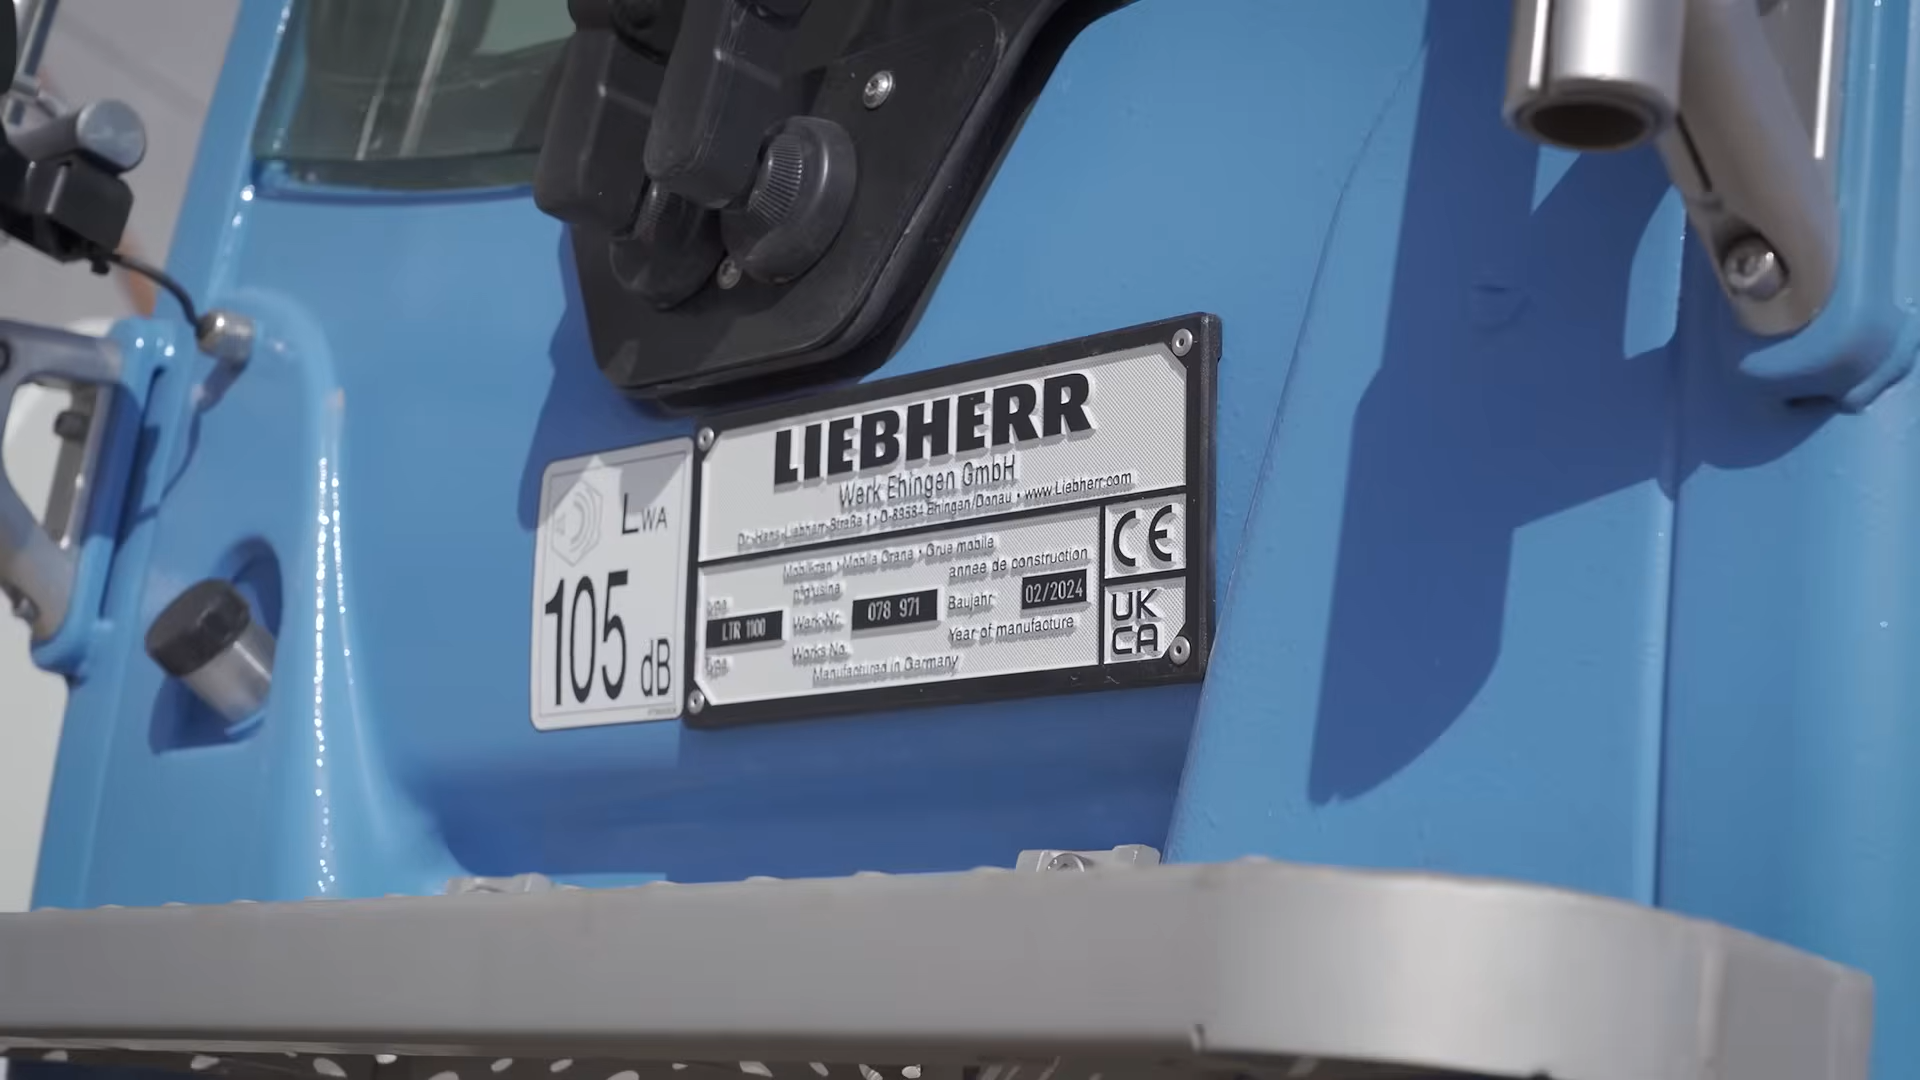 LWA
105 dB
LIEBHERR
Werk Ehingen GmbH
Dr.-Hans-Liebherr-Straße 1 • D-89584 Ehingen/Donau • www.Liebherr.com
Mobilkran • Mobile Crane • Grue mobile
année de construction
LTR 1100
Werk-Nr.
078 971
Baujahr
02/2024
Works No.
Year of manufacture
Manufactured in Germany
CE
UK
CA